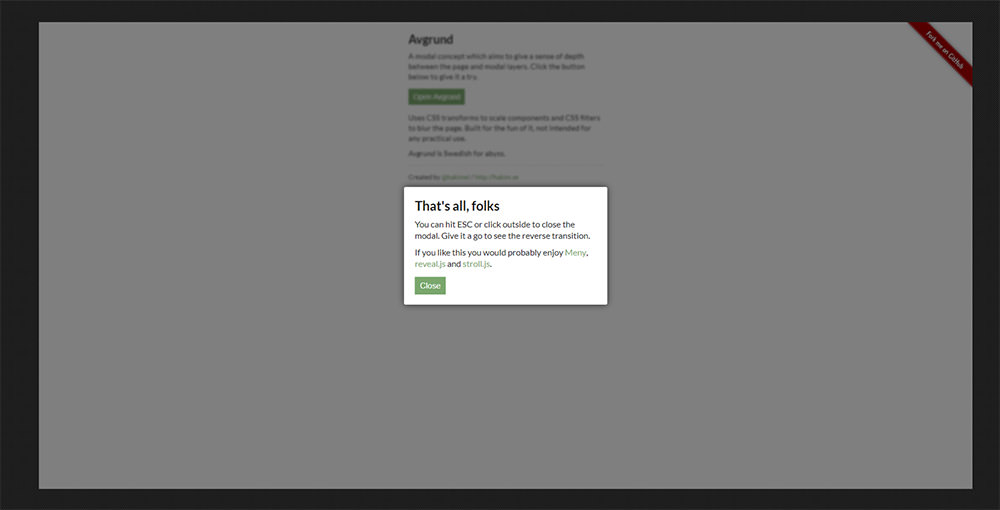 Avgrund
A modal concept which aims to give a sense of depth
between the page and modal layers. Click the button
below to give it a try.
Open Avgrund
Uses CSS transforms to scale components and CSS filters
to blur the page. Built for the fun of it, not intended for
any practical use.
Avgrund is Swedish for abyss.
Created by
Fork me on GitHub
That's all, folks
You can hit ESC or click outside to close the
modal. Give it a go to see the reverse transition.
If you like this you would probably enjoy Meny,
reveal.js and stroll.js.
Close